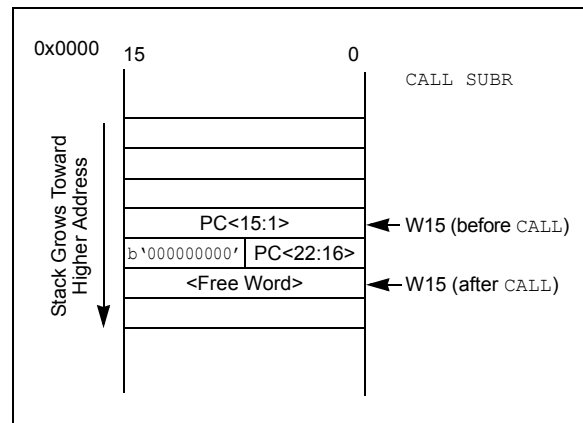 0x0000
15 0
CALL SUBR
Stack Grows Toward
Higher Address
PC<15:1>
W15 (before CALL)
b‘000000000’ PC<22:16>
<Free Word>
W15 (after CALL)